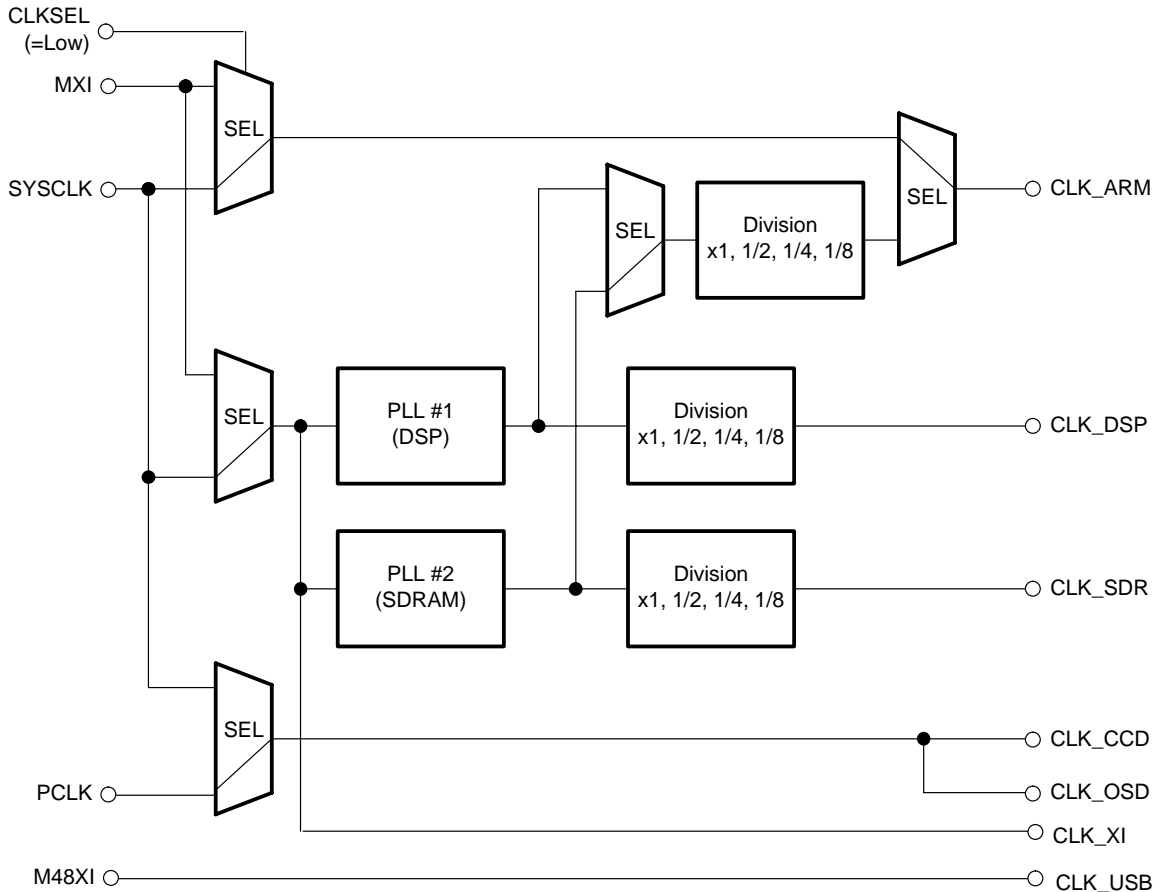 CLKSEL
(=Low)
MXI
SEL
SYSCLK
CLK_ARM
SEL
SEL
Division
x1, 1/2, 1/4, 1/8
SEL
PLL #1
(DSP)
Division
x1, 1/2, 1/4, 1/8
CLK_DSP
PLL #2
(SDRAM)
Division
x1, 1/2, 1/4, 1/8
CLK_SDR
SEL
CLK_CCD
PCLK
CLK_OSD
CLK_XI
M48XI
CLK_USB